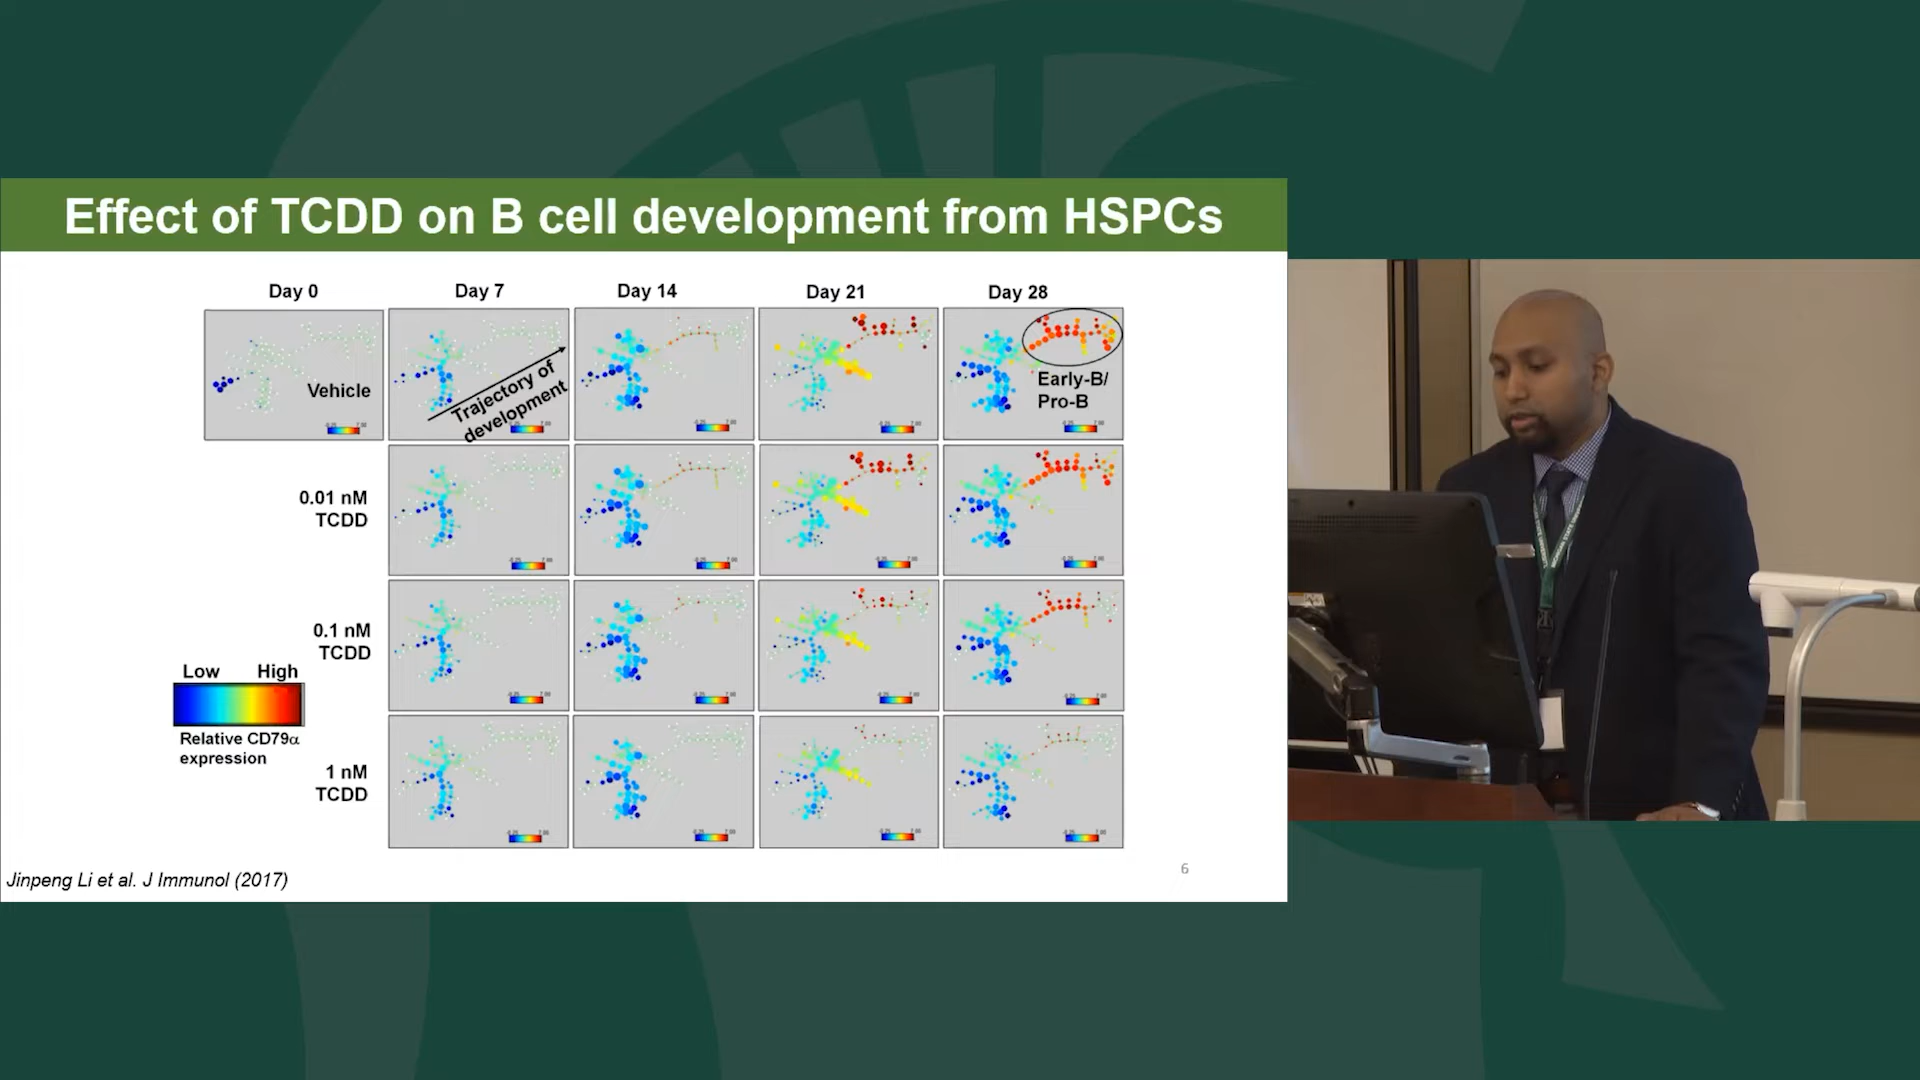 Effect of TCDD on B cell development from HSPCs
Day 0
Day 7
Day 14
Day 21
Day 28
Vehicle
Trajectory of
development
Early-B/
Pro-B
0.01 nM
TCDD
0.1 nM
TCDD
Low
High
Relative CD79α
expression
1 nM
TCDD
Jinpeng Li et al. J Immunol (2017)
6